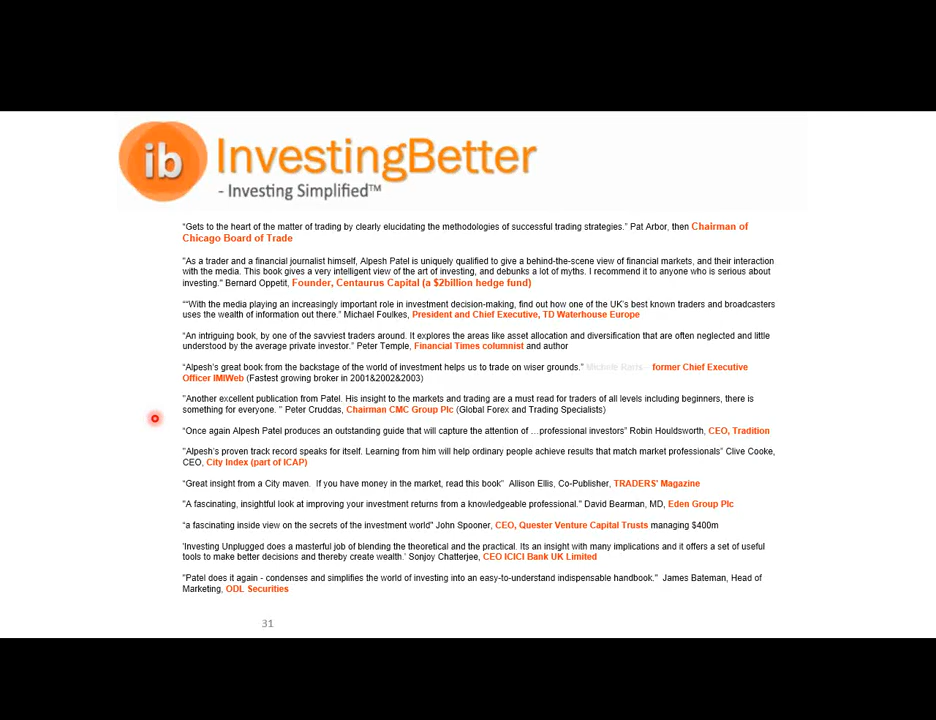 ib InvestingBetter
- Investing Simplified™
“Gets to the heart of the matter of trading by clearly elucidating the methodologies of successful trading strategies.” Pat Arbor, then Chairman of
Chicago Board of Trade
"As a trader and a financial journalist himself, Alpesh Patel is uniquely qualified to give a behind-the-scene view of financial markets, and their interaction
with the media. This book gives a very intelligent view of the art of investing, and debunks a lot of myths. I recommend it to anyone who is serious about
investing." Bernard Oppetit, Founder, Centaurus Capital (a $2billion hedge fund)
"“With the media playing an increasingly important role in investment decision-making, find out how one of the UK's best known traders and broadcasters
uses the wealth of information out there.” Michael Foulkes, President and Chief Executive, TD Waterhouse Europe
“An intriguing book, by one of the savviest traders around. It explores the areas like asset allocation and diversification that are often neglected and little
understood by the average private investor.” Peter Temple, Financial Times columnist and author
“Alpesh's great book from the backstage of the world of investment helps us to trade on wiser grounds.” former Chief Executive
Officer IMIWeb (Fastest growing broker in 2001&2002&2003)
"Another excellent publication from Patel. His insight to the markets and trading are a must read for traders of all levels including beginners, there is
something for everyone. " Peter Cruddas, Chairman CMC Group Plc (Global Forex and Trading Specialists)
“Once again Alpesh Patel produces an outstanding guide that will capture the attention of …professional investors” Robin Houldsworth, CEO, Tradition
"Alpesh's proven track record speaks for itself. Learning from him will help ordinary people achieve results that match market professionals” Clive Cooke,
CEO, City Index (part of ICAP)
“Great insight from a City maven. If you have money in the market, read this book” Allison Ellis, Co-Publisher, TRADERS' Magazine
"A fascinating, insightful look at improving your investment returns from a knowledgeable professional." David Bearman, MD, Eden Group Plc
“a fascinating inside view on the secrets of the investment world" John Spooner, CEO, Quester Venture Capital Trusts managing $400m
'Investing Unplugged does a masterful job of blending the theoretical and the practical. Its an insight with many implications and it offers a set of useful
tools to make better decisions and thereby create wealth.' Sonjoy Chatterjee, CEO ICICI Bank UK Limited
"Patel does it again - condenses and simplifies the world of investing into an easy-to-understand indispensable handbook." James Bateman, Head of
Marketing, ODL Securities
31